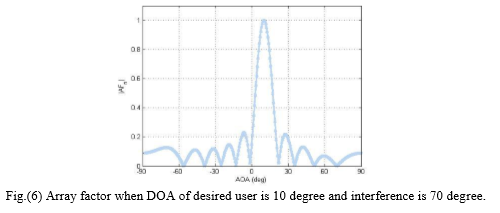 1
0.8
0.6
0.4
0.2
0
-90 -60 -30 0 30 60 90
|AFn|
AOA (deg)
Fig.(6) Array factor when DOA of desired user is 10 degree and interference is 70 degree.